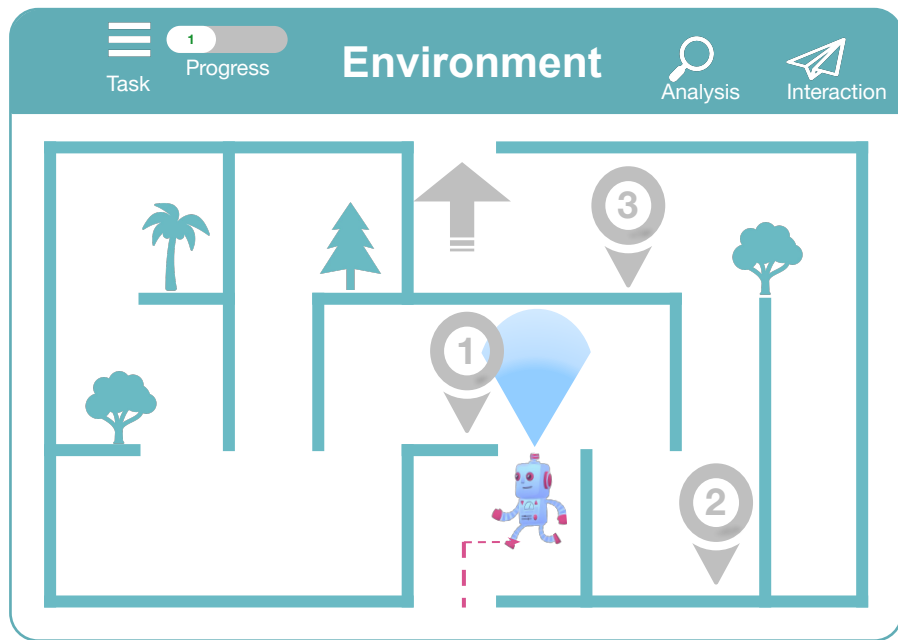 1
Environment
Task
Progress
Analysis
Interaction
3
1
2